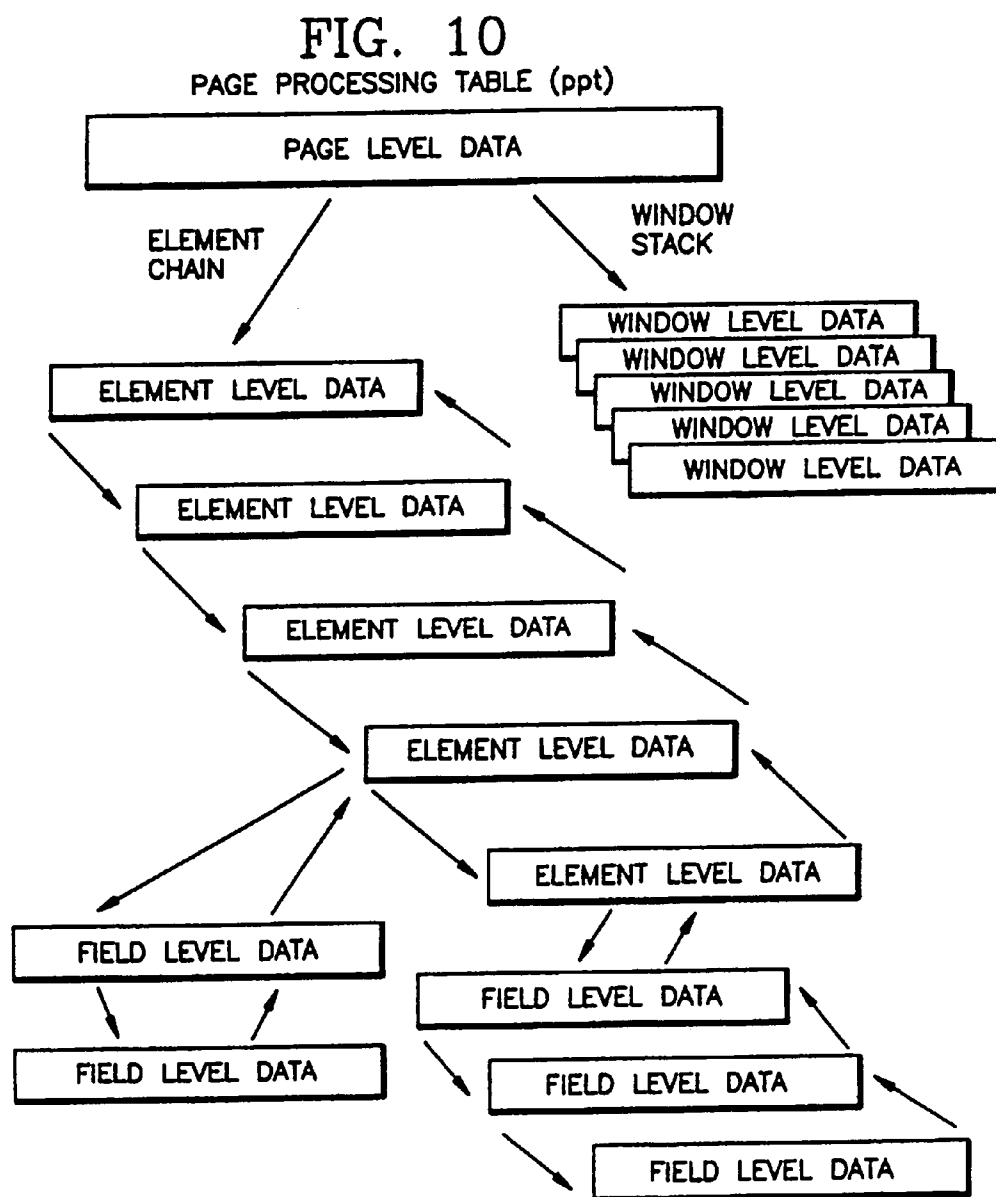 FIG. 10
PAGE PROCESSING TABLE (ppt)
PAGE LEVEL DATA
ELEMENT
CHAIN
WINDOW
STACK
WINDOW LEVEL DATA
WINDOW LEVEL DATA
WINDOW LEVEL DATA
WINDOW LEVEL DATA
WINDOW LEVEL DATA
ELEMENT LEVEL DATA
ELEMENT LEVEL DATA
ELEMENT LEVEL DATA
ELEMENT LEVEL DATA
ELEMENT LEVEL DATA
FIELD LEVEL DATA
FIELD LEVEL DATA
FIELD LEVEL DATA
FIELD LEVEL DATA
FIELD LEVEL DATA